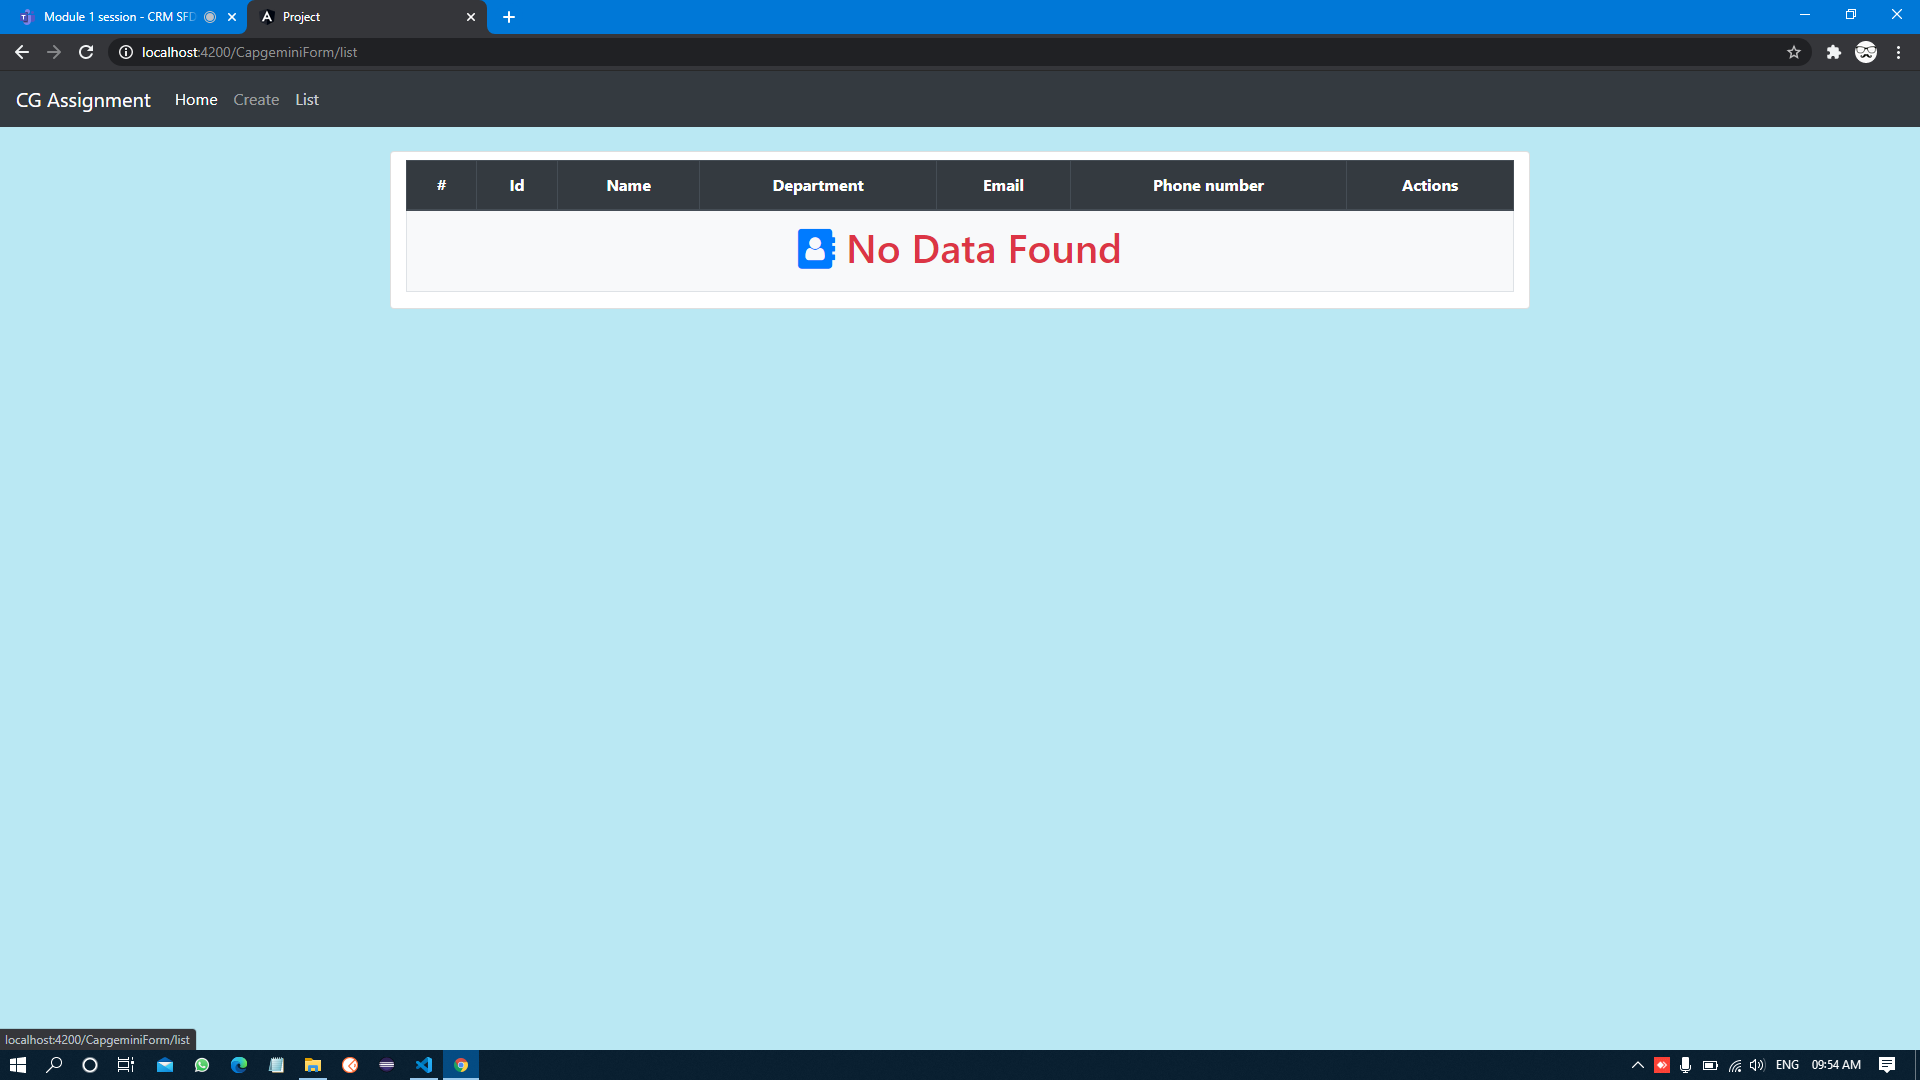 Module 1 session - CRM SFD
Project
localhost:4200/CapgeminiForm/list
CG Assignment Home Create List
# Id Name Department Email Phone number Actions
No Data Found
localhost:4200/CapgeminiForm/list
ENG 09:54 AM